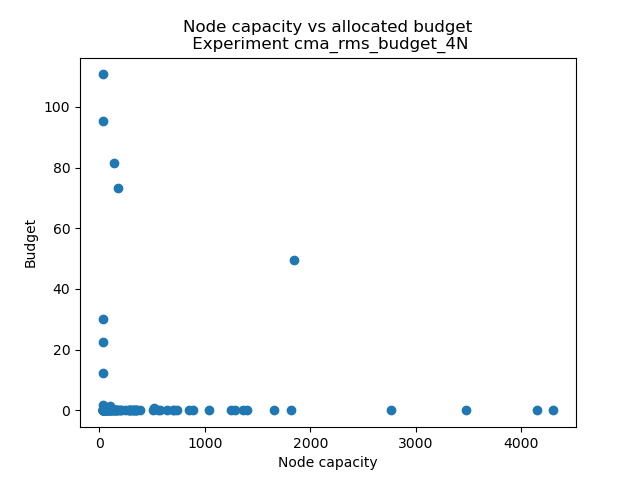 Node capacity vs allocated budget
Experiment cma_rms_budget_4N
100
80
60
40
20
0
Budget
0 1000 2000 3000 4000
Node capacity